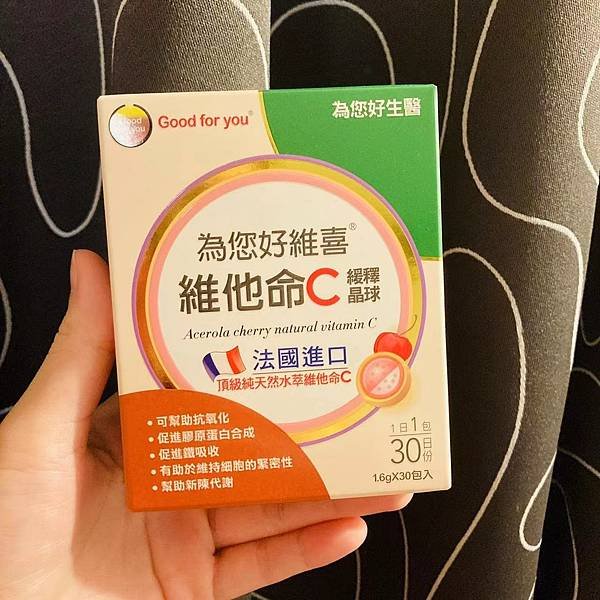 Good for you®
Good
you
為您好生醫
為您好維喜®
維他命C
緩釋
晶球
Acerola cherry natural vitamin C
法國進口
頂級純天然水萃維他命C
• 可幫助抗氧化
• 促進膠原蛋白合成
• 促進鐵吸收
• 有助於維持細胞的緊密性
• 幫助新陳代謝
1日1包
30日份
1.6gX30包入